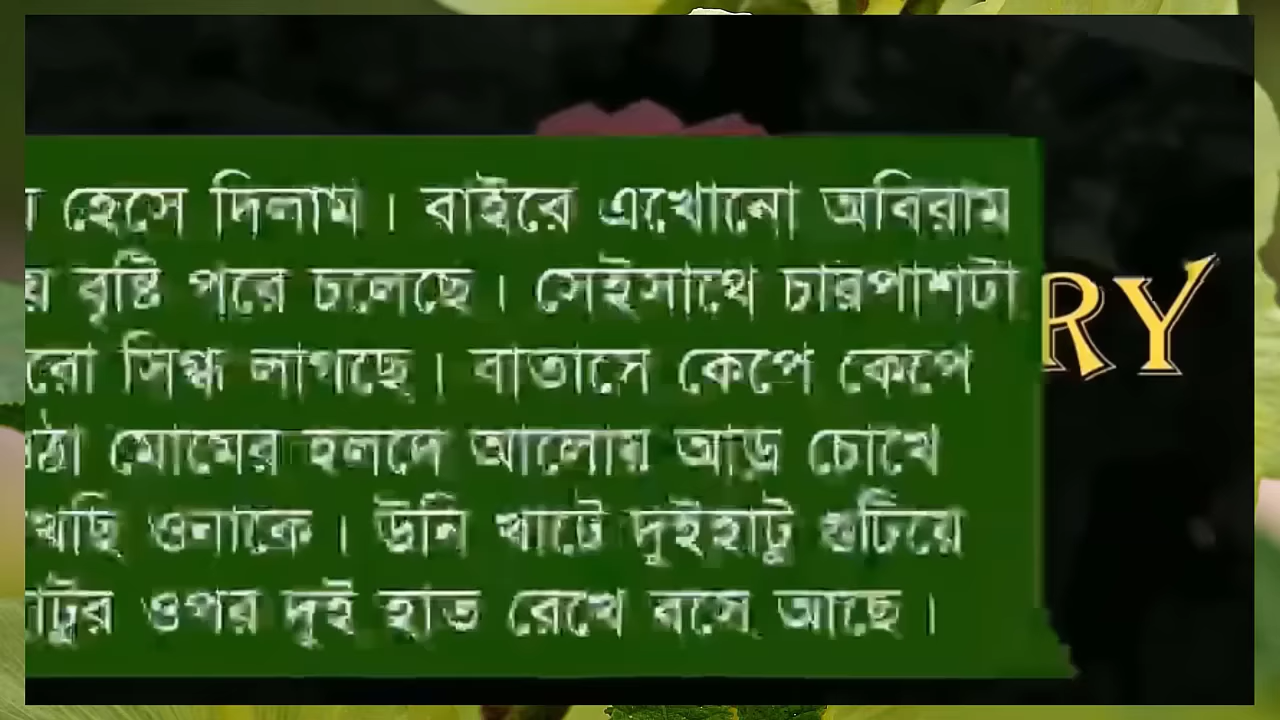 হেসে দিলাম। বাইরে এখোনো অবিরাম
বৃষ্টি পরে চলেছে। সেইসাথে চারপাশটা
সিগ্ধ লাগছে। বাতাসে কেপে কেপে
মোমের হলদে আলোয় আড় চোখে
ওনাকে। উনি খাটে দুইহাটু গুটিয়ে
ওপর দুই হাত রেখে বসে আছে।
RY